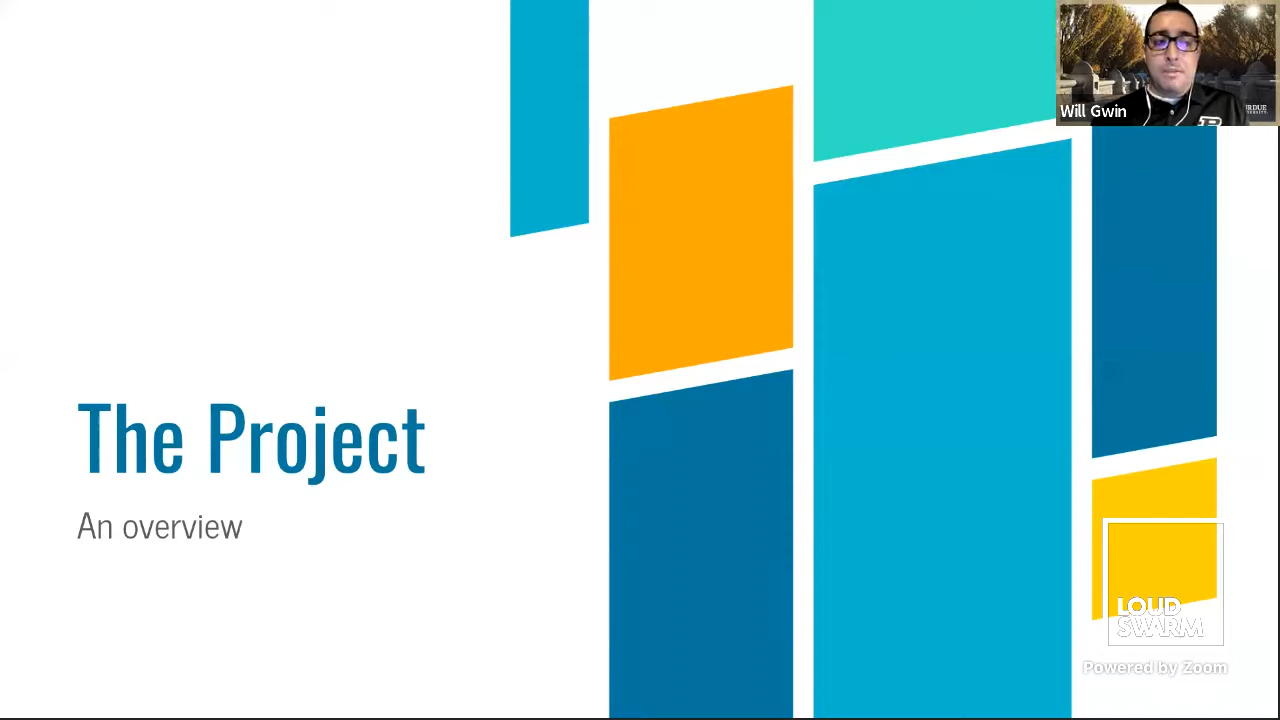 Will Gwin
The Project
An overview
LOUD
SWARM
Powered by Zoom